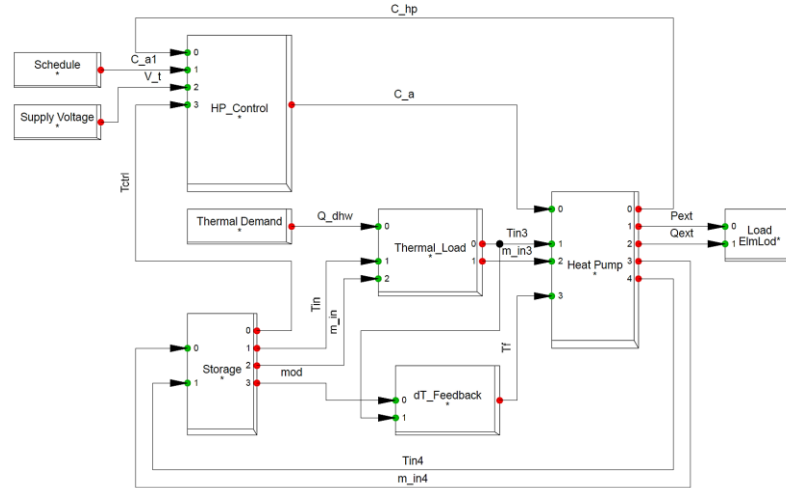 C_hp
Schedule
*
C_a1
V_t
Supply Voltage
*
0
1
2
3
HP_Control
*
C_a
Tctrl
Thermal Demand
*
Q_dhw
0
1
2
Thermal_Load
*
0
1
Tin3
m_in3
0
1
2
3
Heat Pump
*
0
1
2
3
4
Pext
Qext
0
1
Load
ElmLod*
Tin
m_in
Tf
0
1
Storage
*
0
1
2
3
mod
0
1
dT_Feedback
*
Tin4
m_in4